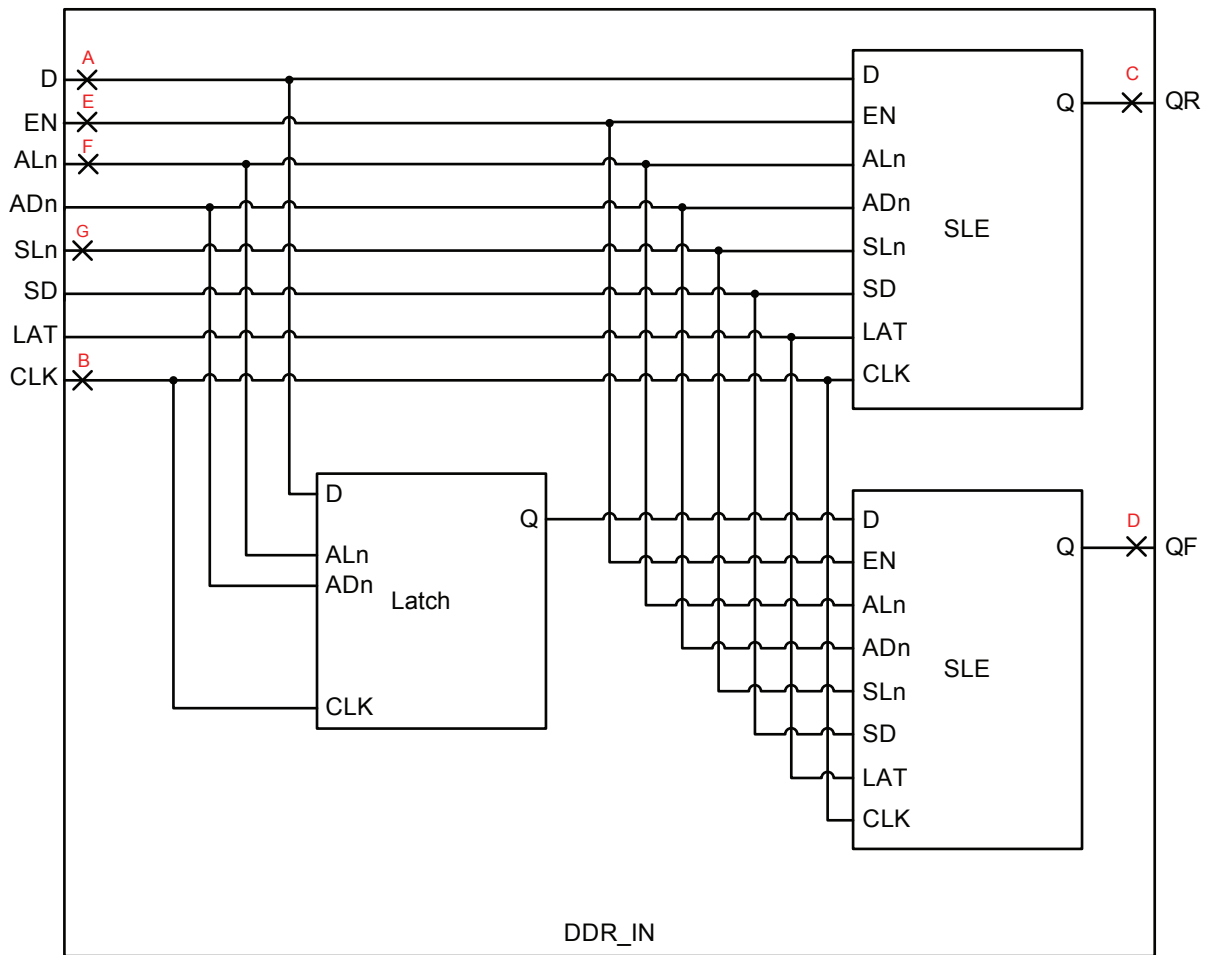 A
D
E
EN
F
ALn
ADn
G
SLn
SD
LAT
B
CLK
D
EN
ALn
ADn
SLn
SD
LAT
CLK
SLE
Q
C
QR
D
ALn
ADn
CLK
Latch
Q
D
EN
ALn
ADn
SLn
SD
LAT
CLK
SLE
Q
D
QF
DDR_IN